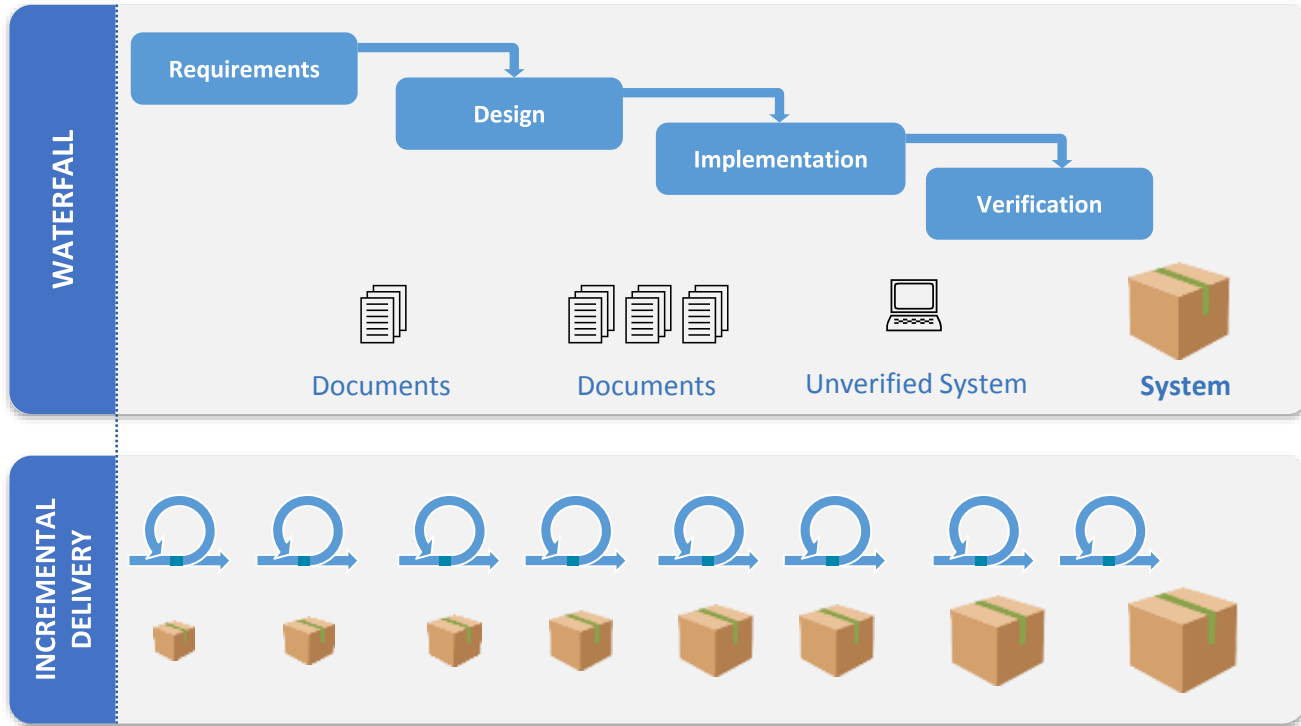 WATERFALL
Requirements
Design
Implementation
Verification
Documents
Documents
Unverified System
System
INCREMENTAL
DELIVERY